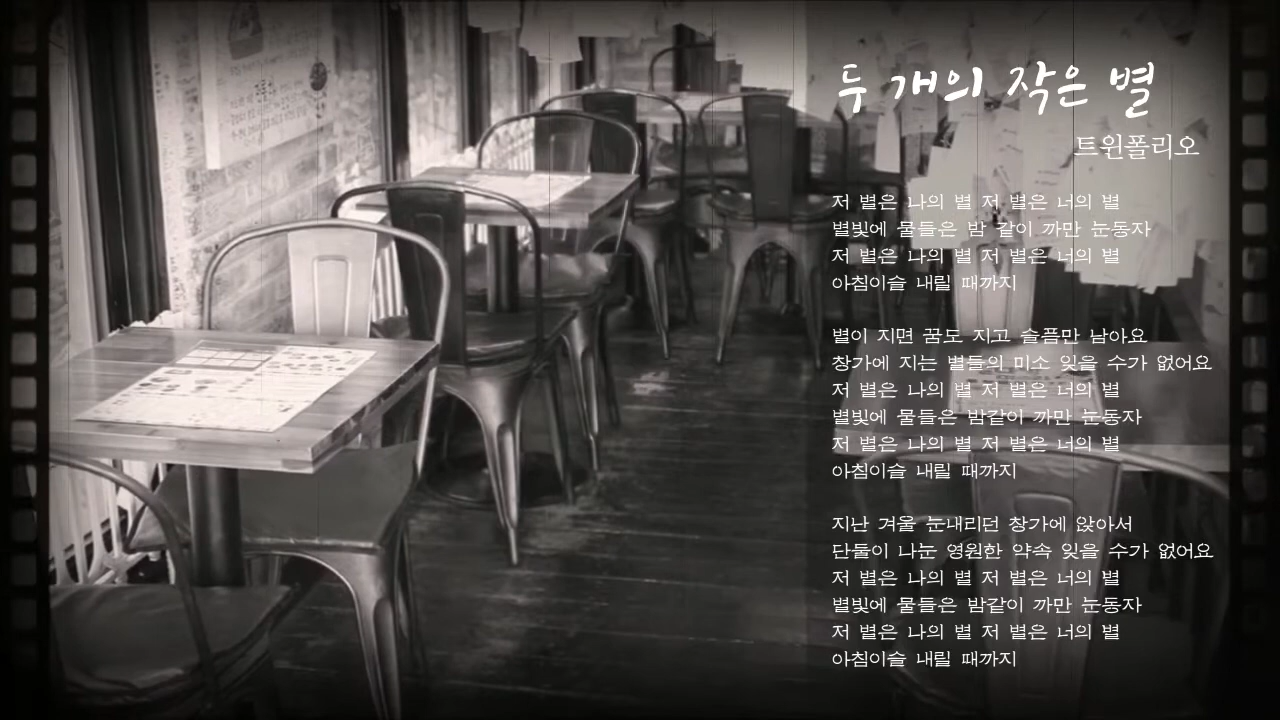 두 개의 작은 별
트윈폴리오
저 별은 나의 별 저 별은 너의 별
별빛에 물들은 밤 같이 까만 눈동자
저 별은 나의 별 저 별은 너의 별
아침이슬 내릴 때까지
별이 지면 꿈도 지고 슬픔만 남아요
창가에 지는 별들의 미소 잊을 수가 없어요
저 별은 나의 별 저 별은 너의 별
별빛에 물들은 밤같이 까만 눈동자
저 별은 나의 별 저 별은 너의 별
아침이슬 내릴 때까지
지난 겨울 눈내리던 창가에 앉아서
단둘이 나눈 영원한 약속 잊을 수가 없어요
저 별은 나의 별 저 별은 너의 별
별빛에 물들은 밤같이 까만 눈동자
저 별은 나의 별 저 별은 너의 별
아침이슬 내릴 때까지